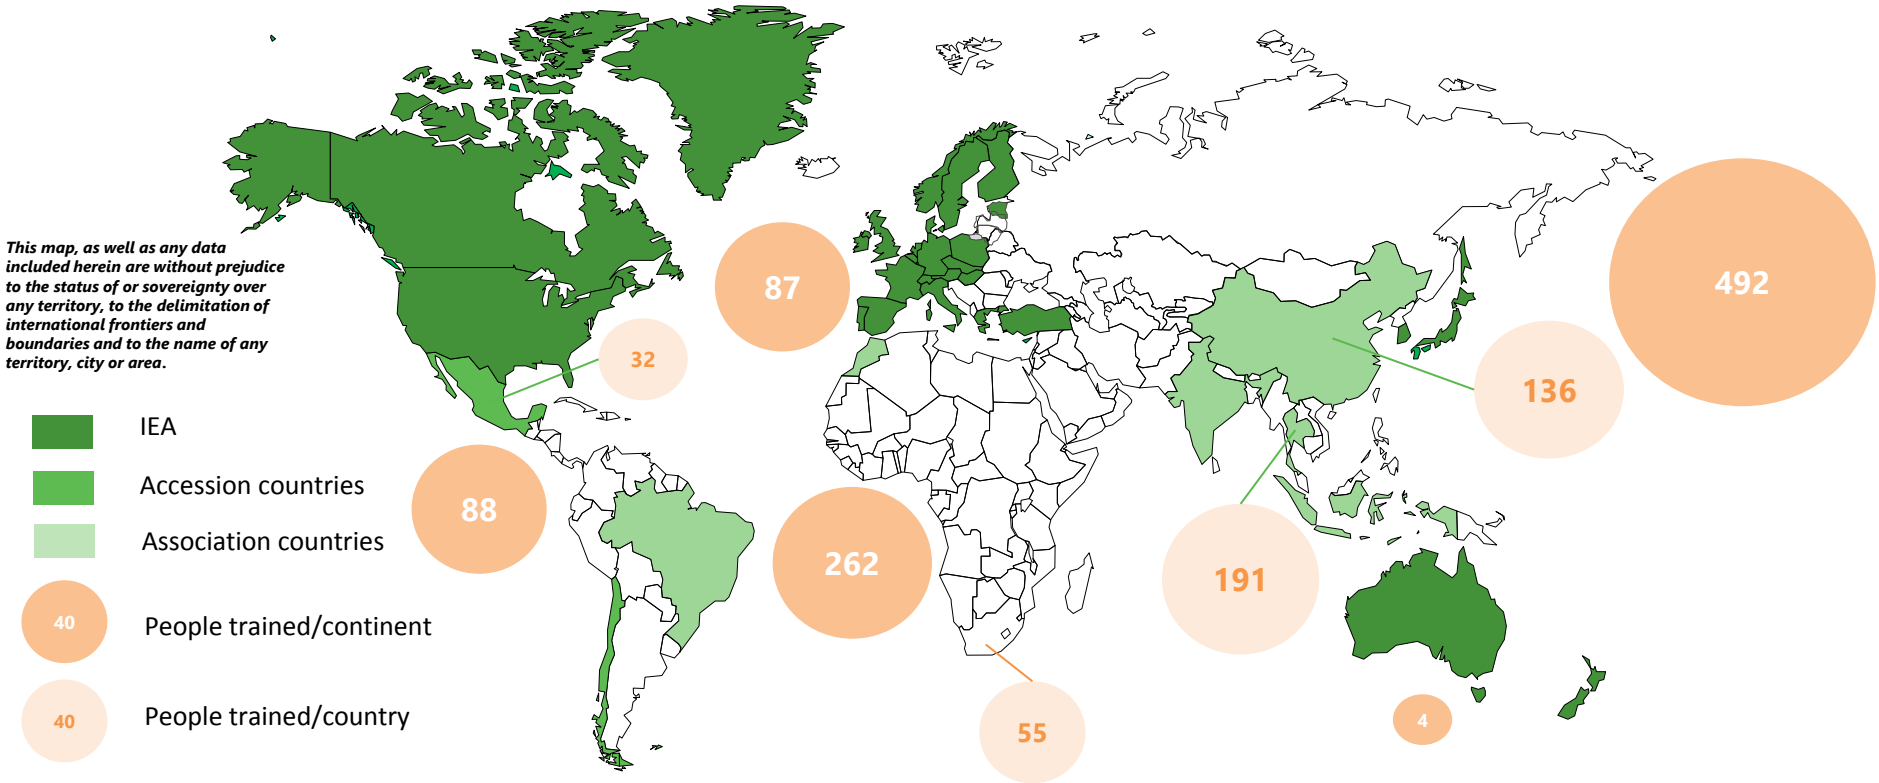 This map, as well as any data
included herein are without prejudice
to the status of or sovereignty over
any territory, to the delimitation of
international frontiers and
boundaries and to the name of any
territory, city or area.
IEA
Accession countries
Association countries
40
People trained/continent
40
People trained/country
87
492
32
136
88
262
191
55
4